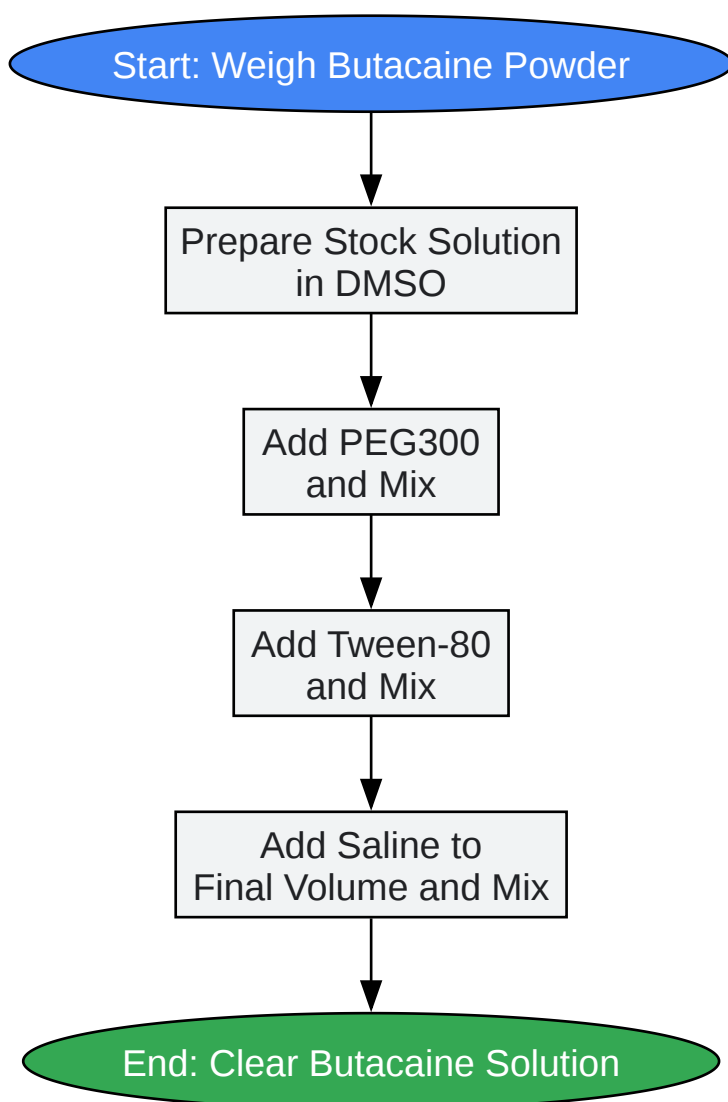 Start: Weigh Butacaine Powder
Prepare Stock Solution
in DMSO
Add PEG300
and Mix
Add Tween-80
and Mix
Add Saline to
Final Volume and Mix
End: Clear Butacaine Solution